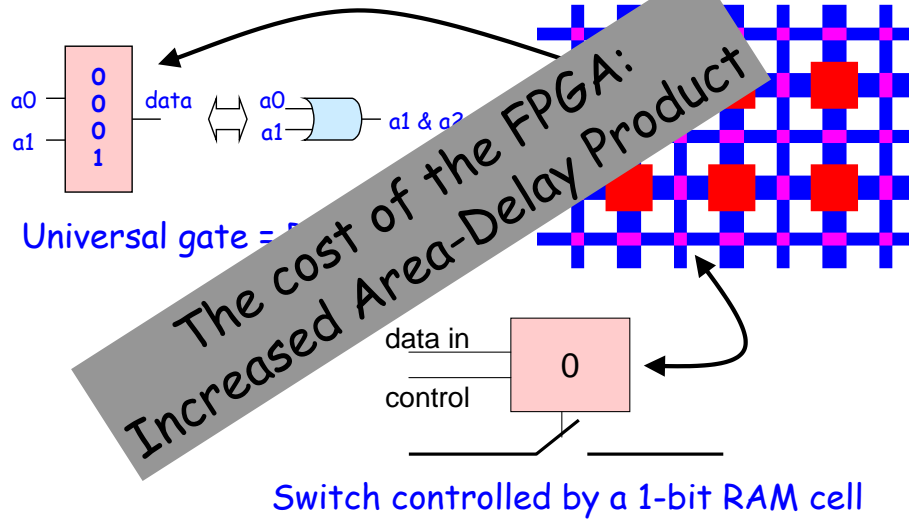 0
0
0
1
a0
a1
data
a0
a1
a1 & a2
Universal gate =
The cost of the FPGA:
Increased Area-Delay Product
data in
control
0
Switch controlled by a 1-bit RAM cell